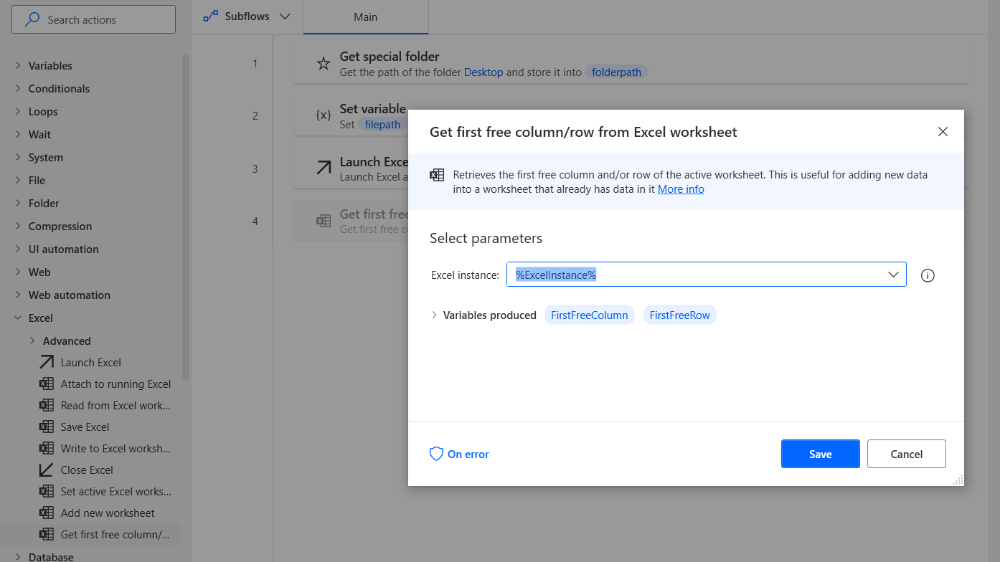 Search actions
Variables
Conditionals
Loops
Wait
System
File
Folder
Compression
UI automation
Web
Web automation
Excel
Advanced
Launch Excel
Attach to running Excel
Read from Excel work...
Save Excel
Write to Excel worksh...
Close Excel
Set active Excel works...
Add new worksheet
Get first free column/...
Database
Subflows
Main
1
Get special folder
Get the path of the folder Desktop and store it into folderpath
2
{x}
Set variable
Set filepath
3
Launch Exce
Launch Excel a
4
Get first free
Get first free co
Get first free column/row from Excel worksheet
Retrieves the first free column and/or row of the active worksheet. This is useful for adding new data
into a worksheet that already has data in it More info
Select parameters
Excel instance: %ExcelInstance%
Variables produced FirstFreeColumn FirstFreeRow
On error
Save
Cancel